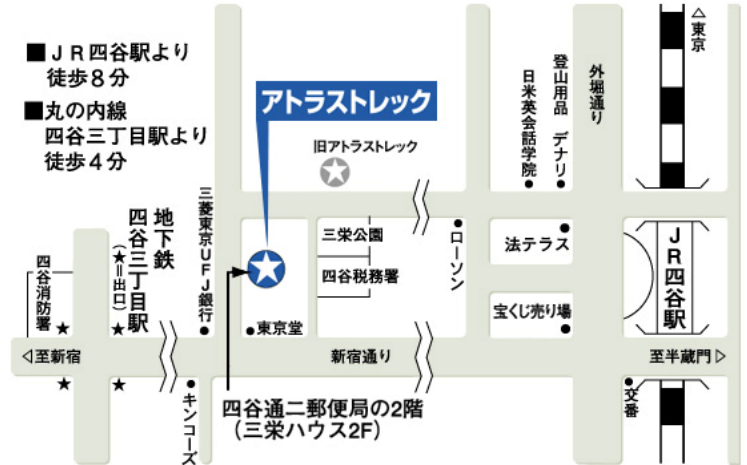 ■JR四谷駅より
徒歩8分
■丸の内線
四谷三丁目駅より
徒歩4分
アトラストレック
旧アトラストレック
日米英会話学院
登山用品 デナリ
外堀通り
△東京
四谷消防署
(★=出口)
四谷三丁目駅
地下鉄
三菱東京UFJ銀行
三栄公園
四谷税務署
ローソン
法テラス
宝くじ売り場
JR四谷駅
東京堂
◁至新宿
新宿通り
至半蔵門▷
キンコーズ
四谷通二郵便局の2階
(三栄ハウス2F)
交番